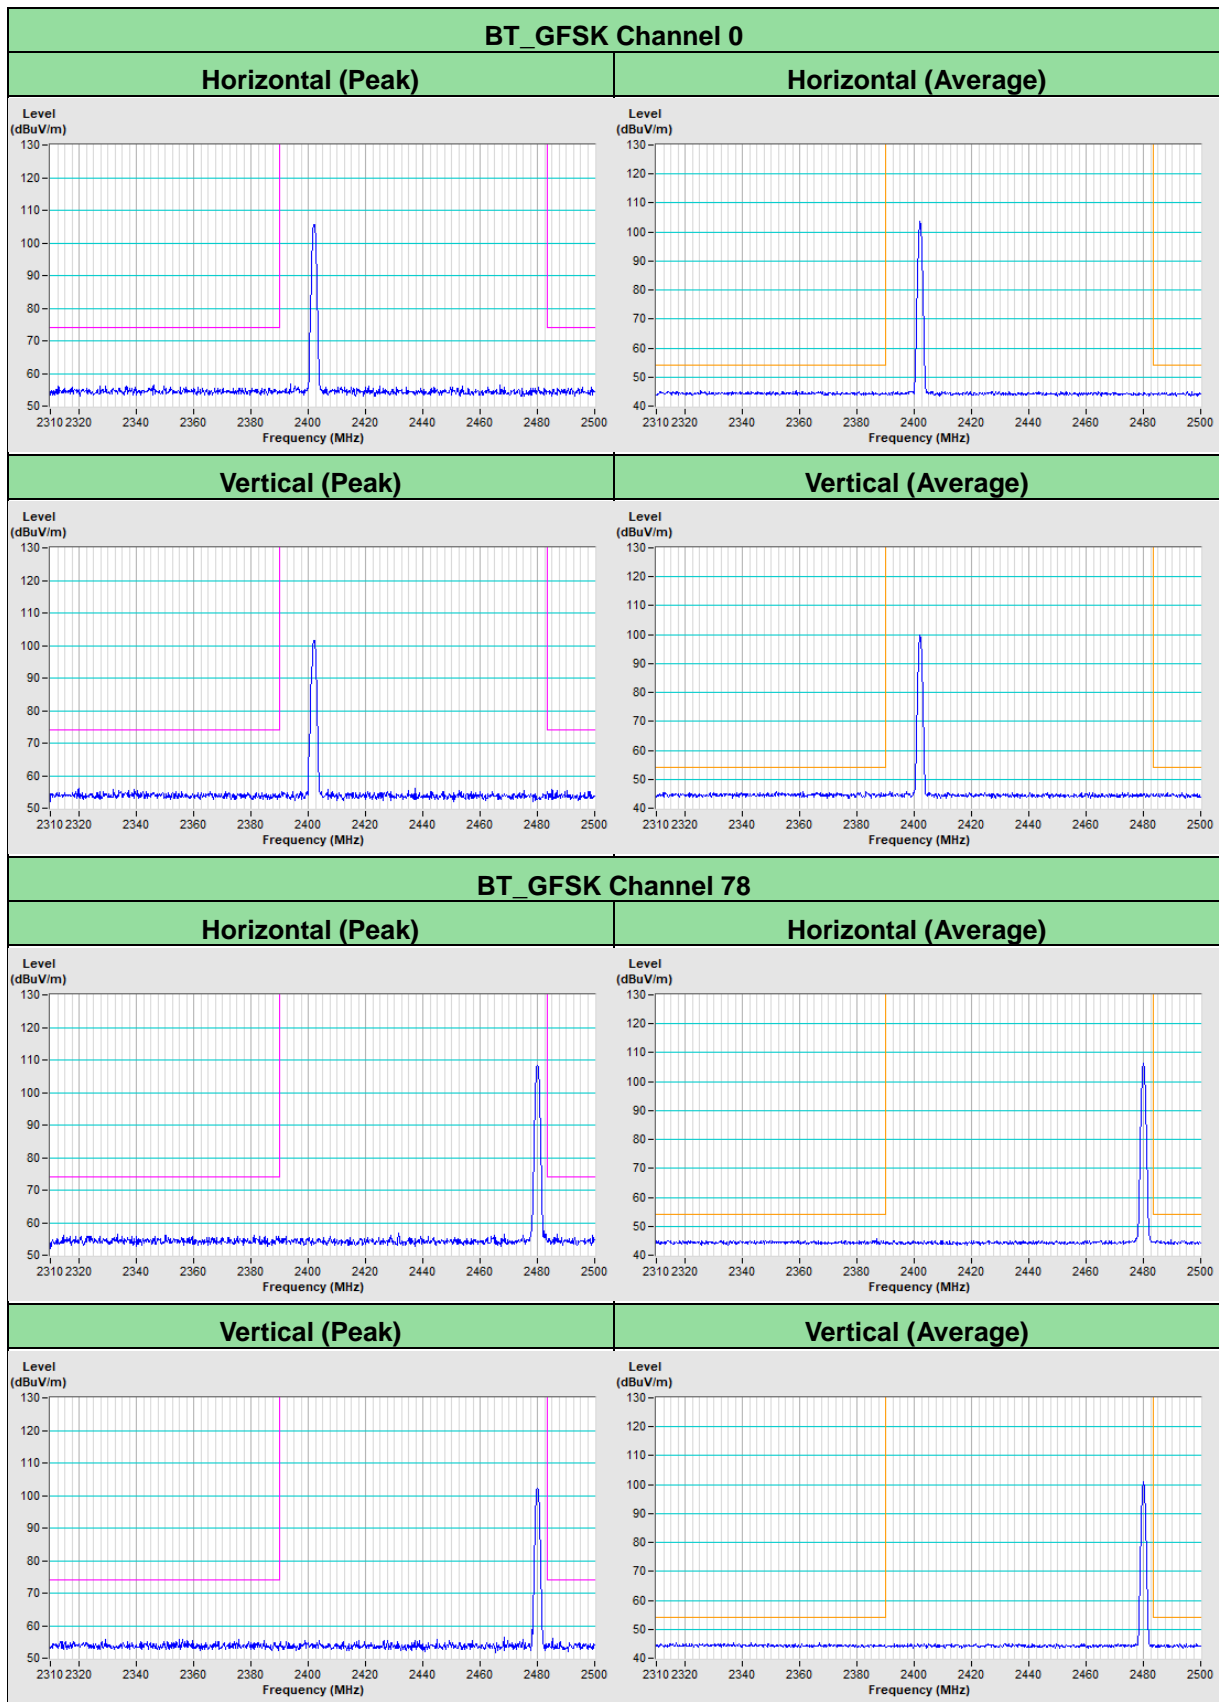 BT_GFSK Channel 0
Horizontal (Peak) Horizontal (Average)
Level Level
(dBuV/m) (dBuV/m)
130 130
120 120
110 110
100 100
90 90
80 80
70 70
60 60
50 50
40
2310 2320 2340 2360 2380 2400 2420 2440 2460 2480 2500 2310 2320 2340 2360 2380 2400 2420 2440 2460 2480 2500
Frequency (MHz) Frequency (MHz)
Vertical (Peak) Vertical (Average)
Level Level
(dBuV/m) (dBuV/m)
130 130
120 120
110 110
100 100
90 90
80 80
70 70
60 60
50 50
40
2310 2320 2340 2360 2380 2400 2420 2440 2460 2480 2500 2310 2320 2340 2360 2380 2400 2420 2440 2460 2480 2500
Frequency (MHz) Frequency (MHz)
BT_GFSK Channel 78
Horizontal (Peak) Horizontal (Average)
Level Level
(dBuV/m) (dBuV/m)
130 130
120 120
110 110
100 100
90 90
80 80
70 70
60 60
50 50
40
2310 2320 2340 2360 2380 2400 2420 2440 2460 2480 2500 2310 2320 2340 2360 2380 2400 2420 2440 2460 2480 2500
Frequency (MHz) Frequency (MHz)
Vertical (Peak) Vertical (Average)
Level Level
(dBuV/m) (dBuV/m)
130 130
120 120
110 110
100 100
90 90
80 80
70 70
60 60
50 50
40
2310 2320 2340 2360 2380 2400 2420 2440 2460 2480 2500 2310 2320 2340 2360 2380 2400 2420 2440 2460 2480 2500
Frequency (MHz) Frequency (MHz)